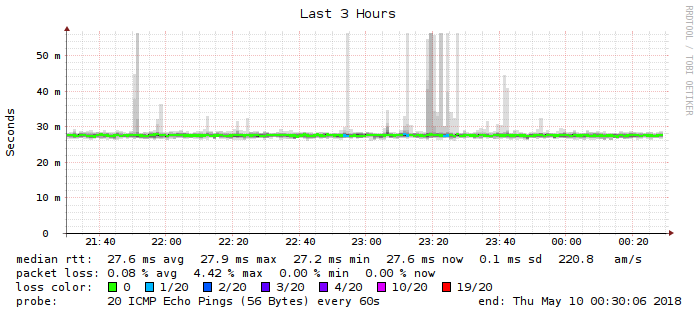 Last 3 Hours
RRDTOOL / TOBI OETIKER
Seconds
50 m
40 m
30 m
20 m
10 m
0
21:40 22:00 22:20 22:40 23:00 23:20 23:40 00:00 00:20
median rtt: 27.6 ms avg 27.9 ms max 27.2 ms min 27.6 ms now 0.1 ms sd 220.8 am/s
packet loss: 0.08 % avg 4.42 % max 0.00 % min 0.00 % now
loss color: 0 1/20 2/20 3/20 4/20 10/20 19/20
probe: 20 ICMP Echo Pings (56 Bytes) every 60s end: Thu May 10 00:30:06 2018